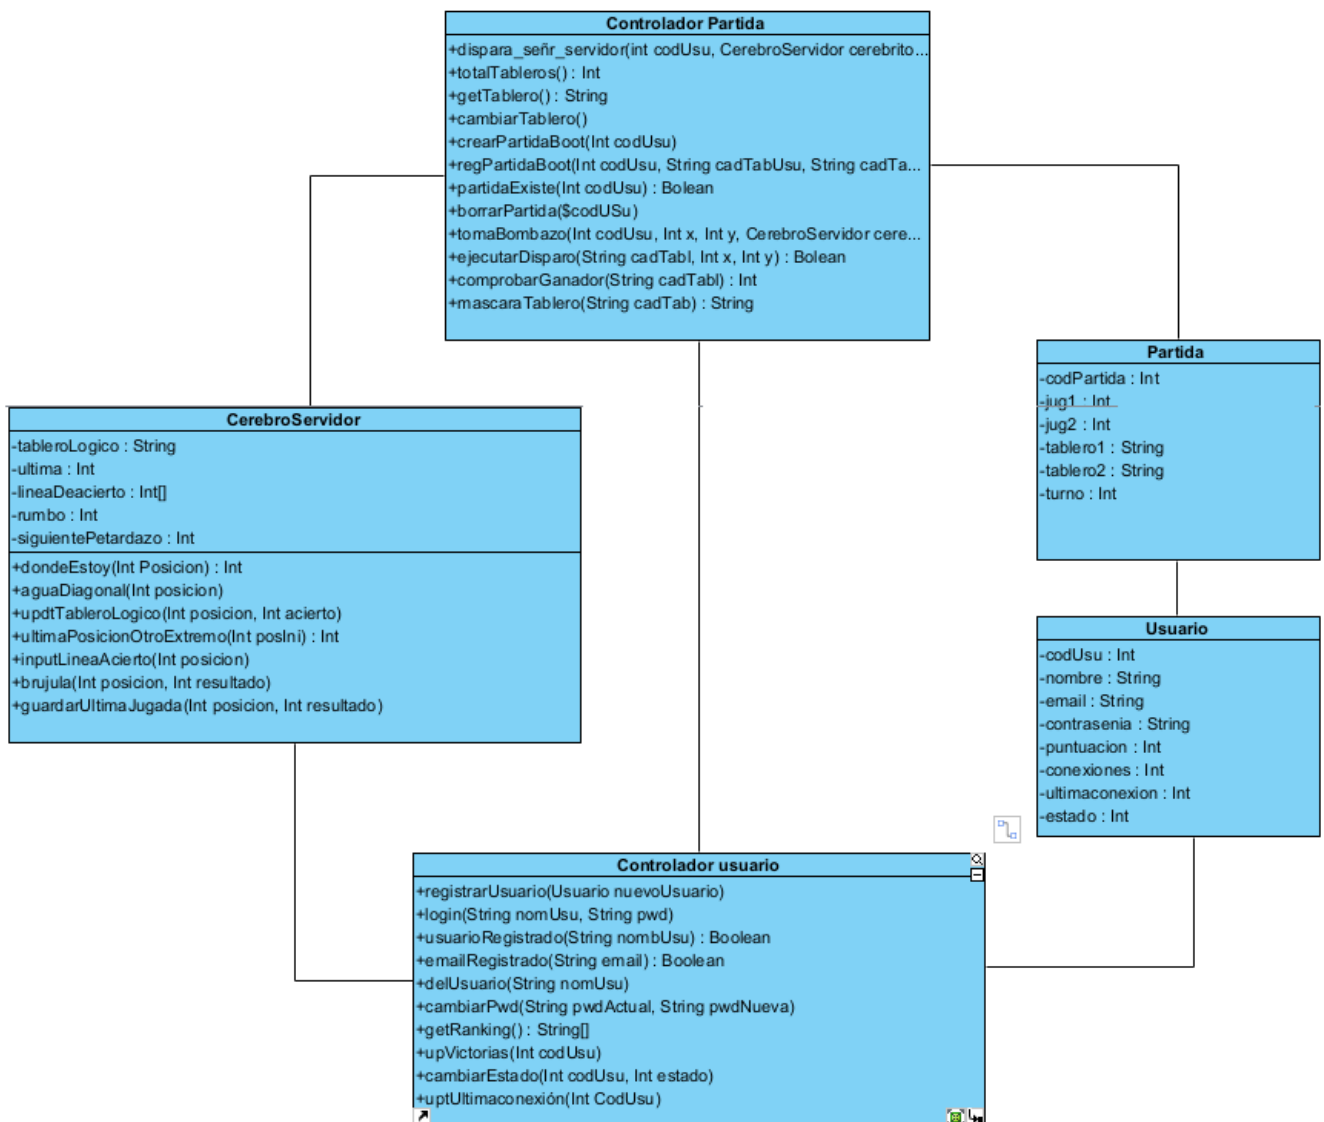 Controlador Partida
+dispara_señr_servidor(int codUsu, CerebroServidor cerebrito...
+totalTableros() : Int
+getTablero() : String
+cambiarTablero()
+crearPartidaBoot(Int codUsu)
+regPartidaBoot(Int codUsu, String cadTabUsu, String cadTa...
+partidaExiste(Int codUsu) : Bolean
+borrarPartida($codUSu)
+tomaBombazo(Int codUsu, Int x, Int y, CerebroServidor cere...
+ejecutarDisparo(String cadTabl, Int x, Int y) : Bolean
+comprobarGanador(String cadTabl) : Int
+mascaraTablero(String cadTab) : String
Partida
-codPartida : Int
-jug1 : Int
-jug2 : Int
-tablero1 : String
-tablero2 : String
-turno : Int
CerebroServidor
-tableroLogico : String
-ultima : Int
-lineaDeacierto : Int[]
-rumbo : Int
-siguientePetardazo : Int
+dondeEstoy(Int Posicion) : Int
+aguaDiagonal(Int posicion)
+updtTableroLogico(Int posicion, Int acierto)
+ultimaPosicionOtroExtremo(Int posIni) : Int
+inputLineaAcierto(Int posicion)
+brujula(Int posicion, Int resultado)
+guardarUltimaJugada(Int posicion, Int resultado)
Usuario
-codUsu : Int
-nombre : String
-email : String
-contrasenia : String
-puntuacion : Int
-conexiones : Int
-ultimaconexion : Int
-estado : Int
Controlador usuario
+registrarUsuario(Usuario nuevoUsuario)
+login(String nomUsu, String pwd)
+usuarioRegistrado(String nombUsu) : Boolean
+emailRegistrado(String email) : Boolean
+delUsuario(String nomUsu)
+cambiarPwd(String pwdActual, String pwdNueva)
+getRanking() : String[]
+upVictorias(Int codUsu)
+cambiarEstado(Int codUsu, Int estado)
+uptUltimaconexión(Int CodUsu)